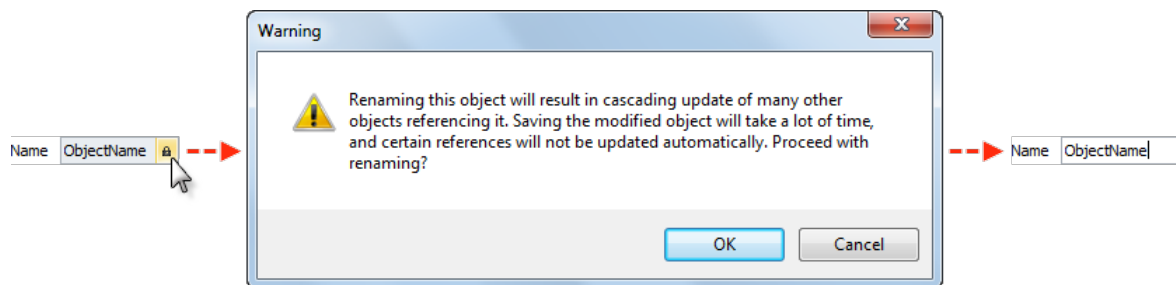 Warning
Name ObjectName
Renaming this object will result in cascading update of many other
objects referencing it. Saving the modified object will take a lot of time,
and certain references will not be updated automatically. Proceed with
renaming?
Name ObjectName
OK Cancel